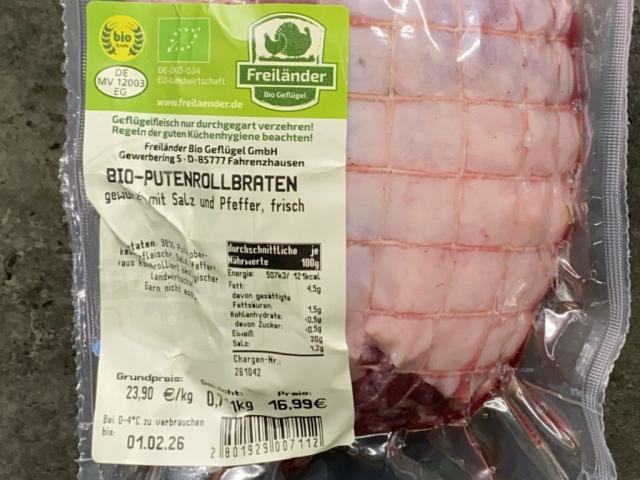 bio
DE
MV 12003
EG
DE-ÖKO-034
EU-Landwirtschaft
Freiländer
Bio Geflügel
www.freilaender.de
Geflügelfleisch nur durchgegart verzehren!
Regeln der guten Küchenhygiene beachten!
Freiländer Bio Geflügel GmbH
Gewerbering 5 · D-85777 Fahrenzhausen
BIO-PUTENROLLBRATEN
mit Salz und Pfeffer, frisch
98%
Garn nicht
durchschnittliche je
Nährwerte 100g
Energie: 507kJ/ 121kcal
Fett: 4,5g
davon gesättigte
Fettsäuren: 1,5g
Kohlenhydrate: <0,5g
davon Zucker: <0,5g
Eiweiß: 20g
Salz: 1,2g
Chargen-Nr.:
261042
Grundpreis: Preis:
23,90 €/kg 16,99€
Bei 0-4°C zu verbrauchen
bis: 01.02.26
2 801929 007112